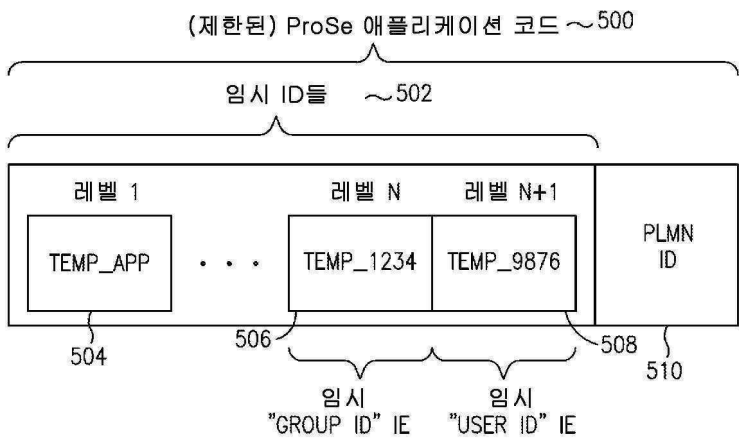 (제한된) ProSe 애플리케이션 코드 ~500
임시 ID들 ~502
레벨 1 레벨 N 레벨 N+1
TEMP_APP . . . TEMP_1234 TEMP_9876 PLMN ID
504 506 508 510
임시 "GROUP ID" IE
임시 "USER ID" IE